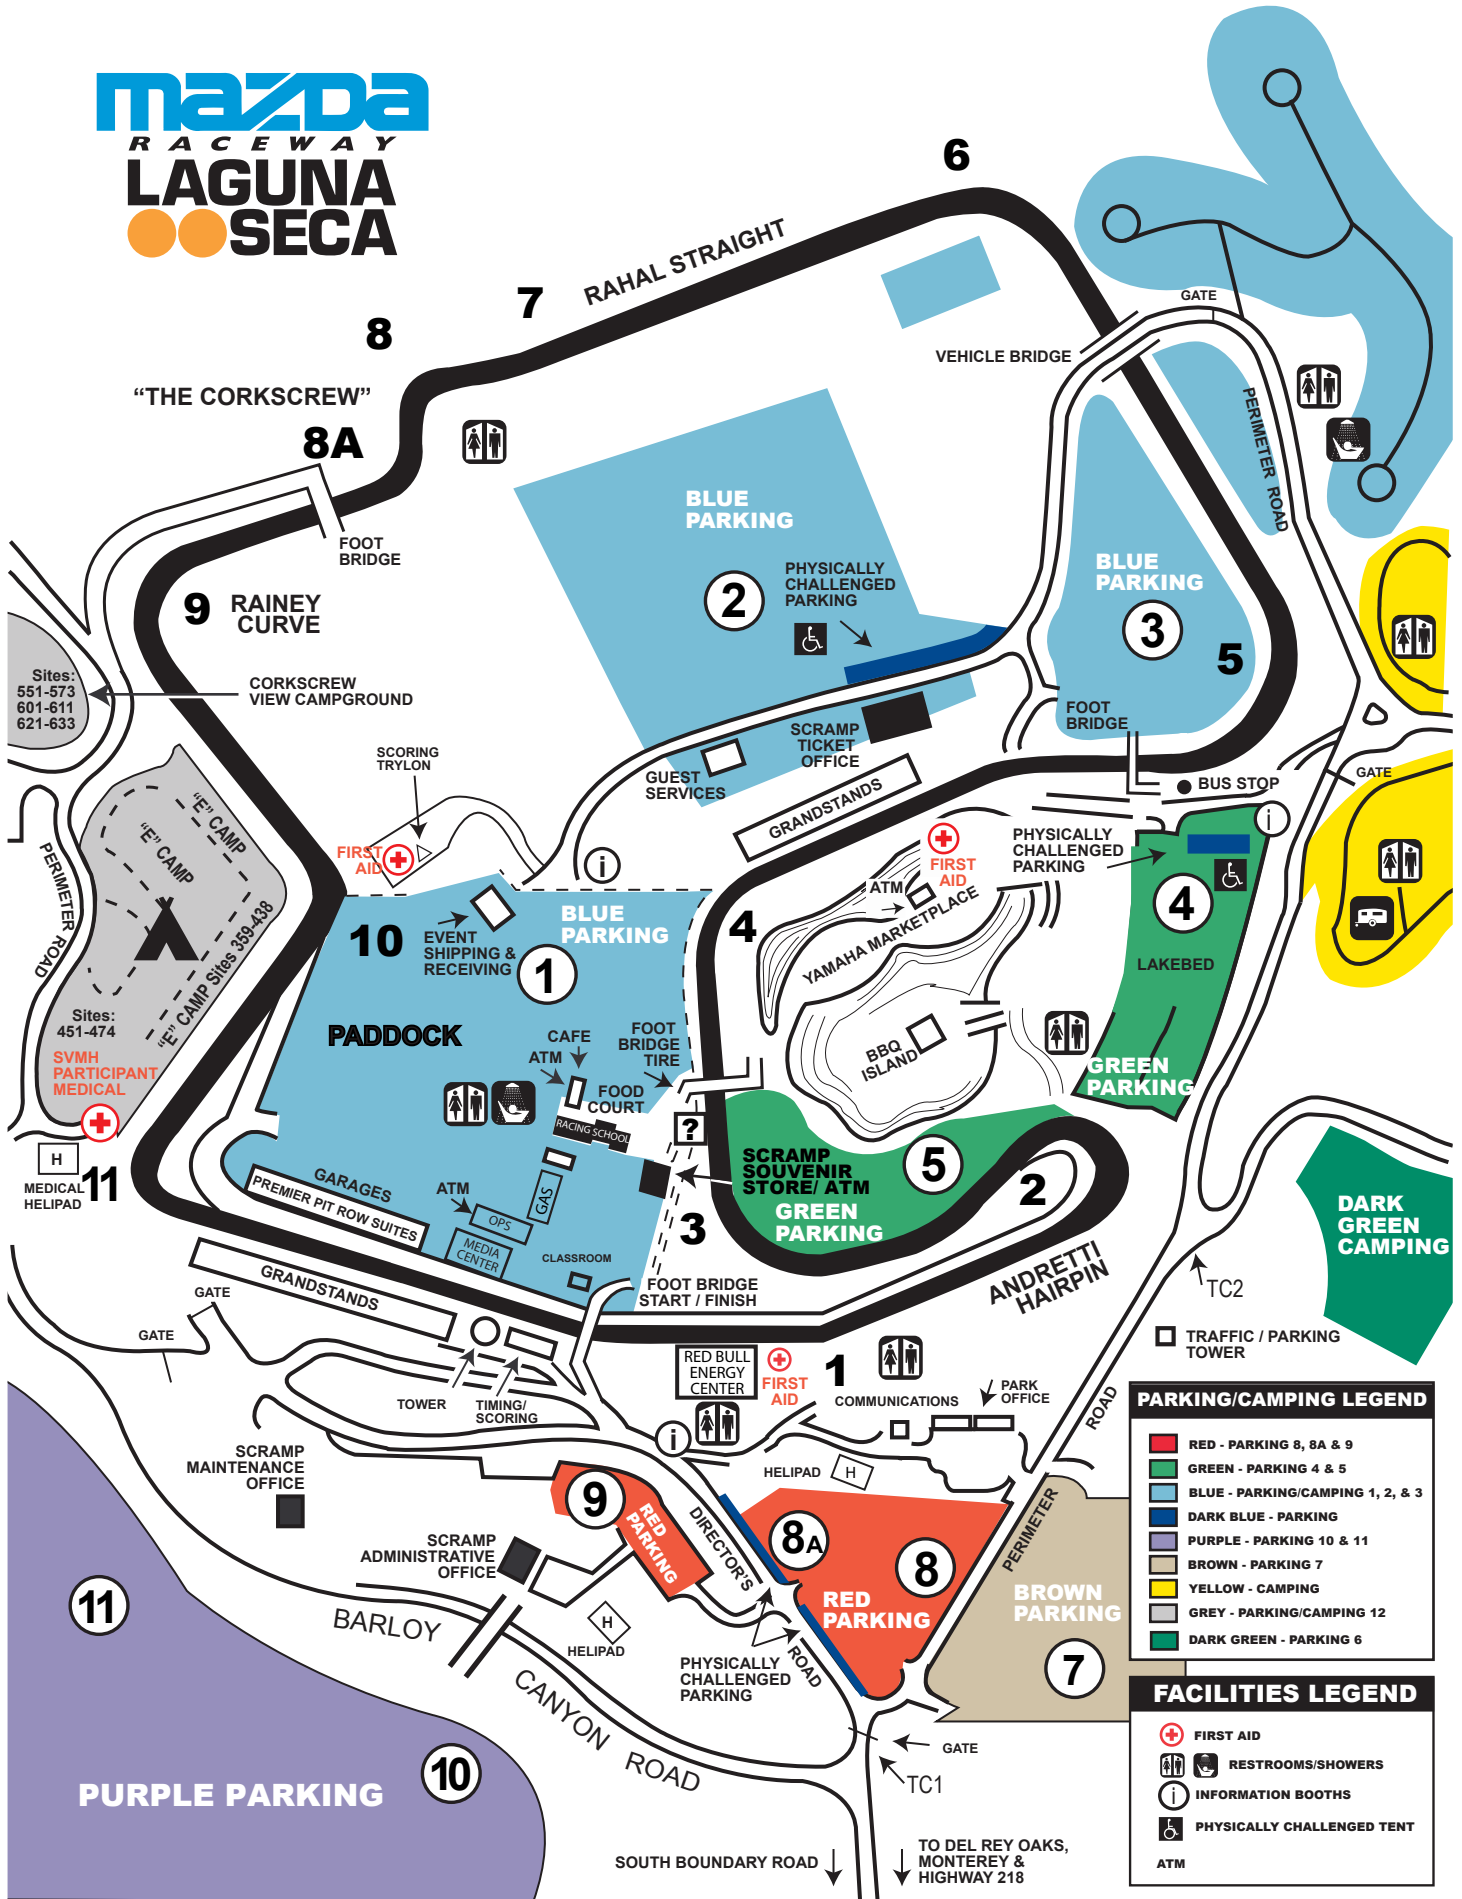 mazda
RACEWAY
LAGUNA
SECA
6
RAHAL STRAIGHT
7
8
"THE CORKSCREW"
8A
GATE
VEHICLE BRIDGE
PERIMETER ROAD
FOOT
BRIDGE
BLUE
PARKING
2
PHYSICALLY
CHALLENGED
PARKING
BLUE
PARKING
3
5
9 RAINEY
CURVE
Sites:
551-573
601-611
621-633
CORKSCREW
VIEW CAMPGROUND
FOOT
BRIDGE
SCRAMP
TICKET
OFFICE
GUEST
SERVICES
SCORING
TRYLON
GRANDSTANDS
BUS STOP
GATE
"E" CAMP
"E" CAMP
PERIMETER ROAD
FIRST
AID
i
FIRST
AID
PHYSICALLY
CHALLENGED
PARKING
i
ATM
YAMAHA MARKETPLACE
4
4
LAKEBED
10
EVENT
SHIPPING &
RECEIVING
BLUE
PARKING
1
"E" CAMP Sites 359-438
Sites:
451-474
SVMH
PARTICIPANT
MEDICAL
PADDOCK
CAFE
ATM
FOOT
BRIDGE
TIRE
FOOD
COURT
RACING SCHOOL
?
BBQ
ISLAND
GREEN
PARKING
H
MEDICAL
HELIPAD
11
GARAGES
PREMIER PIT ROW SUITES
ATM
OPS
GAS
MEDIA
CENTER
CLASSROOM
SCRAMP
SOUVENIR
STORE/ ATM
5
GREEN
PARKING
2
3
DARK
GREEN
CAMPING
FOOT BRIDGE
START / FINISH
ANDRETTI
HAIRPIN
TC2
GRANDSTANDS
GATE
GATE
TRAFFIC / PARKING
TOWER
RED BULL
ENERGY
CENTER
FIRST
AID
1
COMMUNICATIONS
PARK
OFFICE
TOWER
TIMING/
SCORING
i
HELIPAD
H
SCRAMP
MAINTENANCE
OFFICE
9
RED
PARKING
DIRECTOR'S
ROAD
8A
8
RED
PARKING
PERIMETER
ROAD
BROWN
PARKING
7
SCRAMP
ADMINISTRATIVE
OFFICE
H
HELIPAD
PHYSICALLY
CHALLENGED
PARKING
BARLOY
CANYON
ROAD
11
10
PURPLE PARKING
GATE
TC1
SOUTH BOUNDARY ROAD
TO DEL REY OAKS,
MONTEREY &
HIGHWAY 218
PARKING/CAMPING LEGEND
RED - PARKING 8, 8A & 9
GREEN - PARKING 4 & 5
BLUE - PARKING/CAMPING 1, 2, & 3
DARK BLUE - PARKING
PURPLE - PARKING 10 & 11
BROWN - PARKING 7
YELLOW - CAMPING
GREY - PARKING/CAMPING 12
DARK GREEN - PARKING 6
FACILITIES LEGEND
FIRST AID
RESTROOMS/SHOWERS
i INFORMATION BOOTHS
PHYSICALLY CHALLENGED TENT
ATM